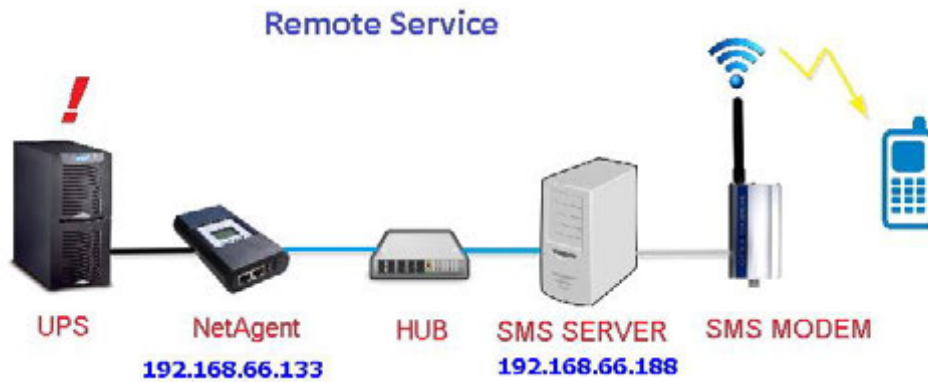 Remote Service
!
UPS
NetAgent
HUB
SMS SERVER
SMS MODEM
192.168.66.133
192.168.66.188